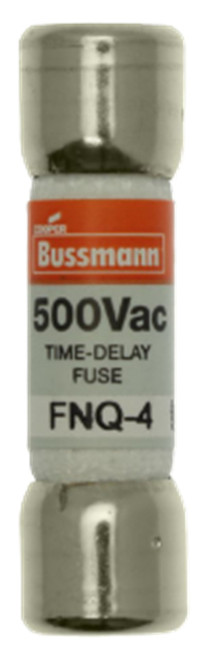 COOPER
Bussmann
500Vac
TIME-DELAY
FUSE
FNQ-4